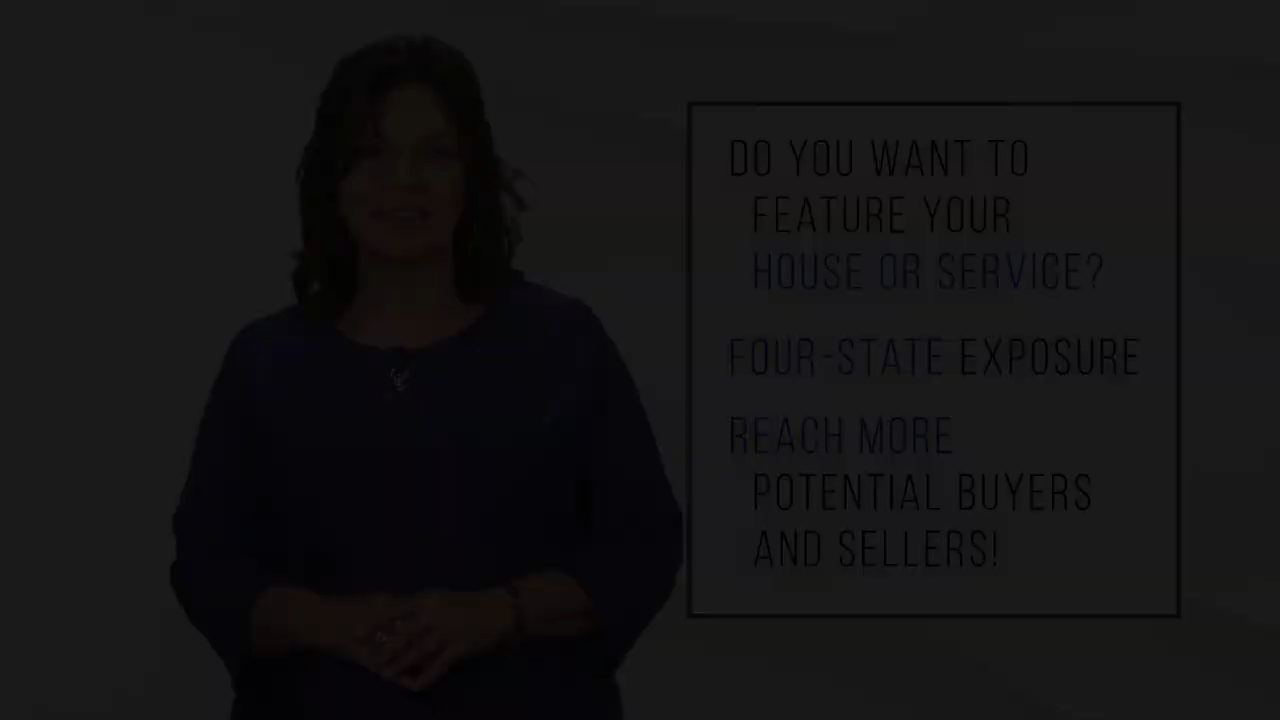 DO YOU WANT TO
FEATURE YOUR
HOUSE OR SERVICE?
FOUR-STATE EXPOSURE
REACH MORE
POTENTIAL BUYERS
AND SELLERS!